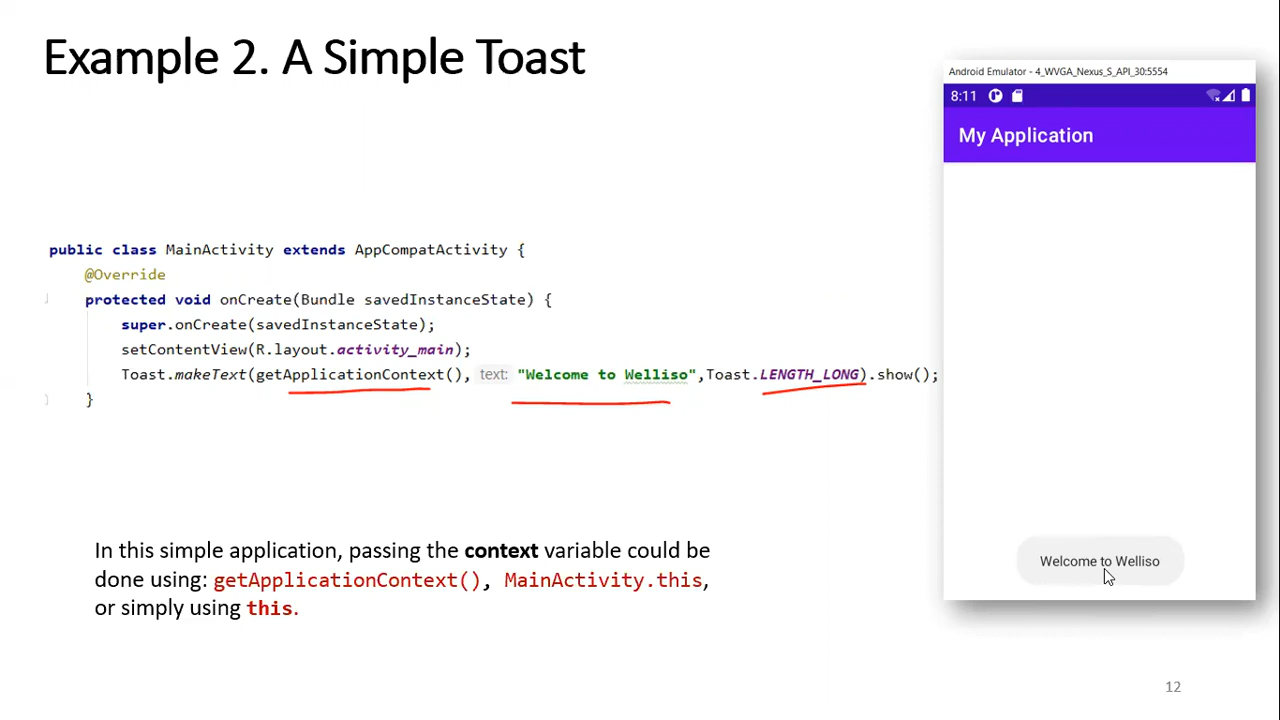 Example 2. A Simple Toast
Android Emulator - 4_WVGA_Nexus_S_API_30:5554
8:11
My Application
public class MainActivity extends AppCompatActivity {
@Override
protected void onCreate(Bundle savedInstanceState) {
super.onCreate(savedInstanceState);
setContentView(R.layout.activity_main);
Toast.makeText(getApplicationContext(), text: "Welcome to Welliso",Toast.LENGTH_LONG).show();
}
In this simple application, passing the context variable could be
done using: getApplicationContext(), MainActivity.this,
or simply using this.
Welcome to Welliso
12